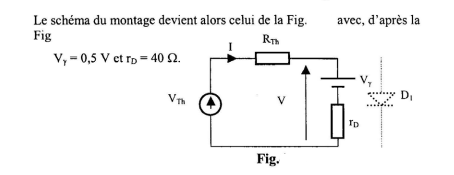 Le schéma du montage devient alors celui de la Fig. avec, d'après la
Fig
Vγ = 0,5 V et rD = 40 Ω.
I
RTh
VTh
V
Vγ
rD
D1
Fig.